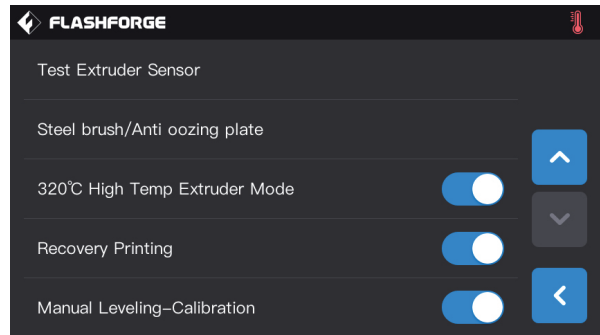 FLASHFORGE
Test Extruder Sensor
Steel brush/Anti oozing plate
320℃ High Temp Extruder Mode
Recovery Printing
Manual Leveling-Calibration